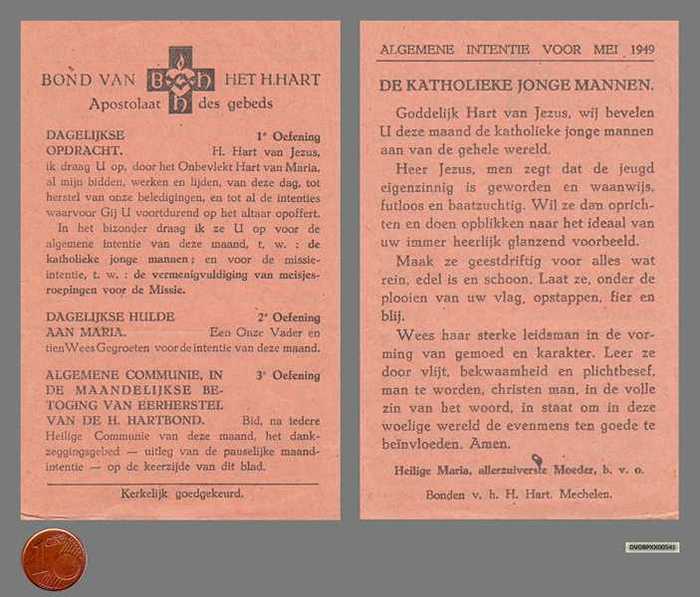 BOND VAN B H H H HET H.HART
Apostolaat des gebeds
DAGELIJKSE 1e Oefening
OPDRACHT. H. Hart van Jezus,
ik draag U op, door het Onbevlekt Hart van Maria,
al mijn bidden, werken en lijden, van deze dag, tot
herstel van onze beledigingen, en tot al de intenties
waarvoor Gij U voortdurend op het altaar opoffert.
In het bizonder draag ik ze U op voor de
algemene intentie van deze maand, t. w. : de
katholieke jonge mannen; en voor de missie-
intentie, t. w. : de vermenigvuldiging van meisjes-
roepingen voor de Missie.
DAGELIJKSE HULDE 2e Oefening
AAN MARIA. Een Onze Vader en
tien Wees Gegroeten voor de intentie van deze maand.
ALGEMENE COMMUNIE, IN 3e Oefening
DE MAANDELIJKSE BE-
TOGING VAN EERHERSTEL
VAN DE H. HARTBOND. Bid, na iedere
Heilige Communie van deze maand, het dank-
zeggingsgebed — uitleg van de pauselijke maand-
intentie — op de keerzijde van dit blad.
Kerkelijk goedgekeurd.
ALGEMENE INTENTIE VOOR MEI 1949
DE KATHOLIEKE JONGE MANNEN.
Goddelijk Hart van Jezus, wij bevelen
U deze maand de katholieke jonge mannen
aan van de gehele wereld.
Heer Jezus, men zegt dat de jeugd
eigenzinnig is geworden en waanwijs,
futloos en baatzuchtig. Wil ze dan oprich-
ten en doen opblikken naar het ideaal van
uw immer heerlijk glanzend voorbeeld.
Maak ze geestdriftig voor alles wat
rein, edel is en schoon. Laat ze, onder de
plooien van uw vlag, opstappen, fier en
blij.
Wees haar sterke leidsman in de vor-
ming van gemoed en karakter. Leer ze
door vlijt, bekwaamheid en plichtbesef,
man te worden, christen man, in de volle
zin van het woord, in staat om in deze
woelige wereld de evenmens ten goede te
beïnvloeden. Amen.
Heilige Maria, allerzuiverste Moeder, b. v. o.
Bonden v. h. H. Hart. Mechelen.